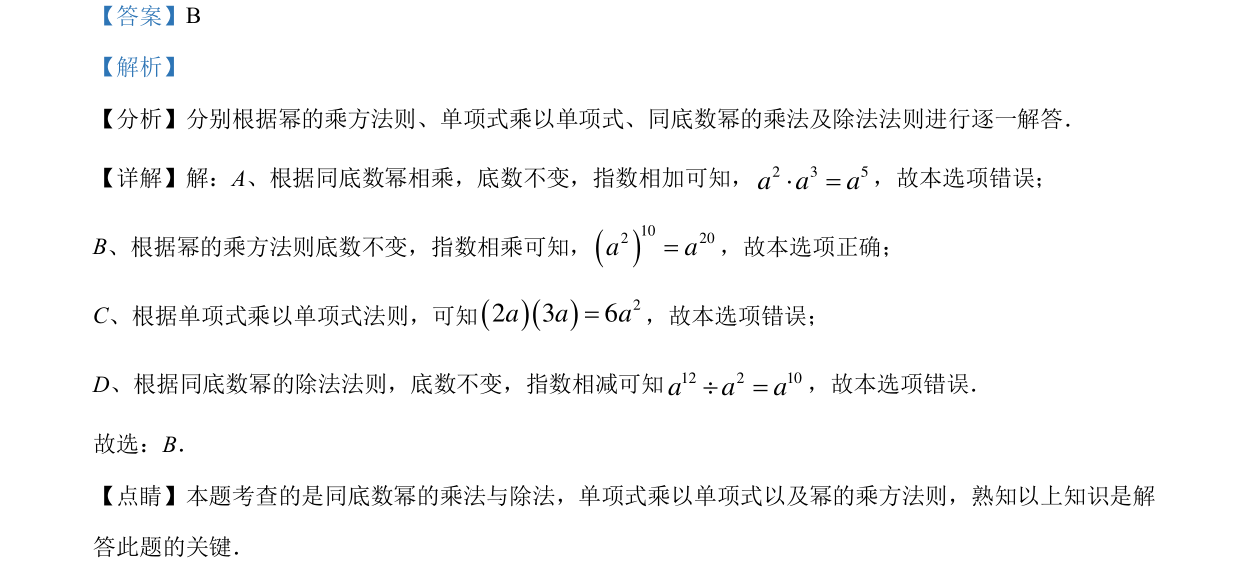 【答案】B
【解析】
【分析】分别根据幂的乘方法则、单项式乘以单项式、同底数幂的乘法及除法法则进行逐一解答．
【详解】解：A、根据同底数幂相乘，底数不变，指数相加可知，a²·a³=a⁵，故本选项错误；
B、根据幂的乘方法则底数不变，指数相乘可知，(a²)¹⁰=a²⁰，故本选项正确；
C、根据单项式乘以单项式法则，可知(2a)(3a)=6a²，故本选项错误；
D、根据同底数幂的除法法则，底数不变，指数相减可知a¹²÷a²=a¹⁰，故本选项错误．
故选：B．
【点睛】本题考查的是同底数幂的乘法与除法，单项式乘以单项式以及幂的乘方法则，熟知以上知识是解
答此题的关键．